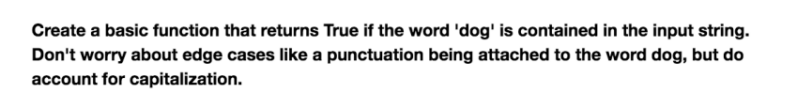 Create a basic function that returns True if the word 'dog' is contained in the input string.
Don't worry about edge cases like a punctuation being attached to the word dog, but do
account for capitalization.